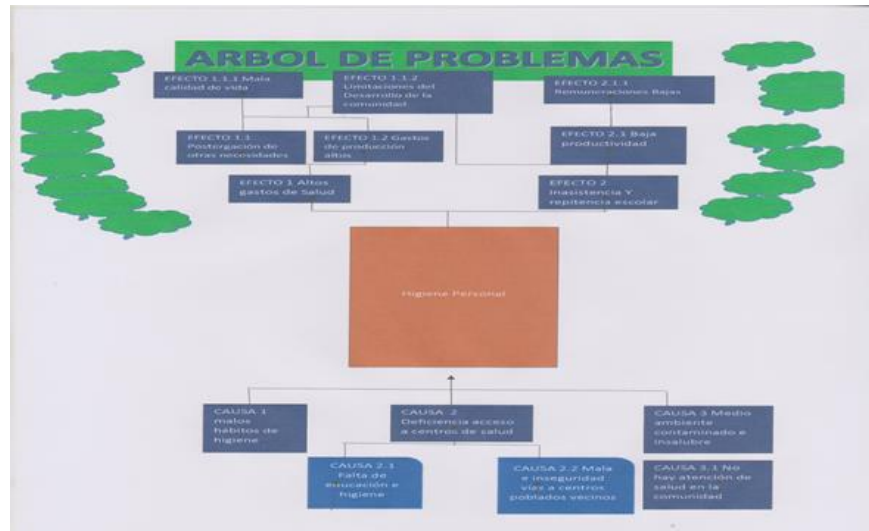 ARBOL DE PROBLEMAS
EFECTO 1.1.1 Mala
calidad de vida
EFECTO 1.1.2
Limitaciones del
Desarrollo de la
comunidad
EFECTO 2.1.1
Remuneraciones Bajas
EFECTO 1.1
Postergación de
otras necesidades
EFECTO 1.2 Gastos
de producción
altos
EFECTO 2.1 Baja
productividad
EFECTO 1 Altos
gastos de Salud
EFECTO 2
Inasistencia Y
repitencia escolar
Higiene Personal
CAUSA 1
malos
hábitos de
higiene
CAUSA .2
Deficiencia acceso
a centros de salud
CAUSA 3 Medio
ambiente
contaminado e
insalubre
CAUSA 2.1
Falta de
educación e
higiene
CAUSA 2.2 Mala
e inseguridad
vías a centros
poblados vecinos
CAUSA 3.1 No
hay atención de
salud en la
comunidad